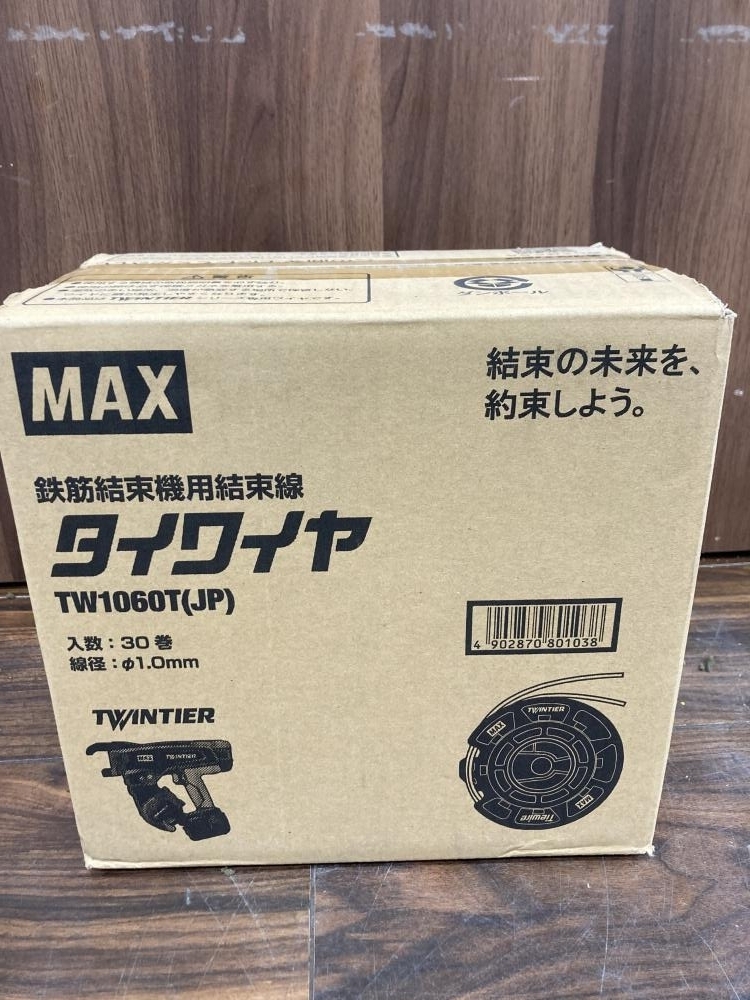 TWINTIER
MAX
結束の未来を、
約束しよう。
鉄筋結束機用結束線
タイワイヤ
TW1060T(JP)
入数：30巻
線径：φ1.0mm
4 902870 801038
TWINTIER
MAX
TWINTIER
MAX
TWINTIER
MAX
Tiewire